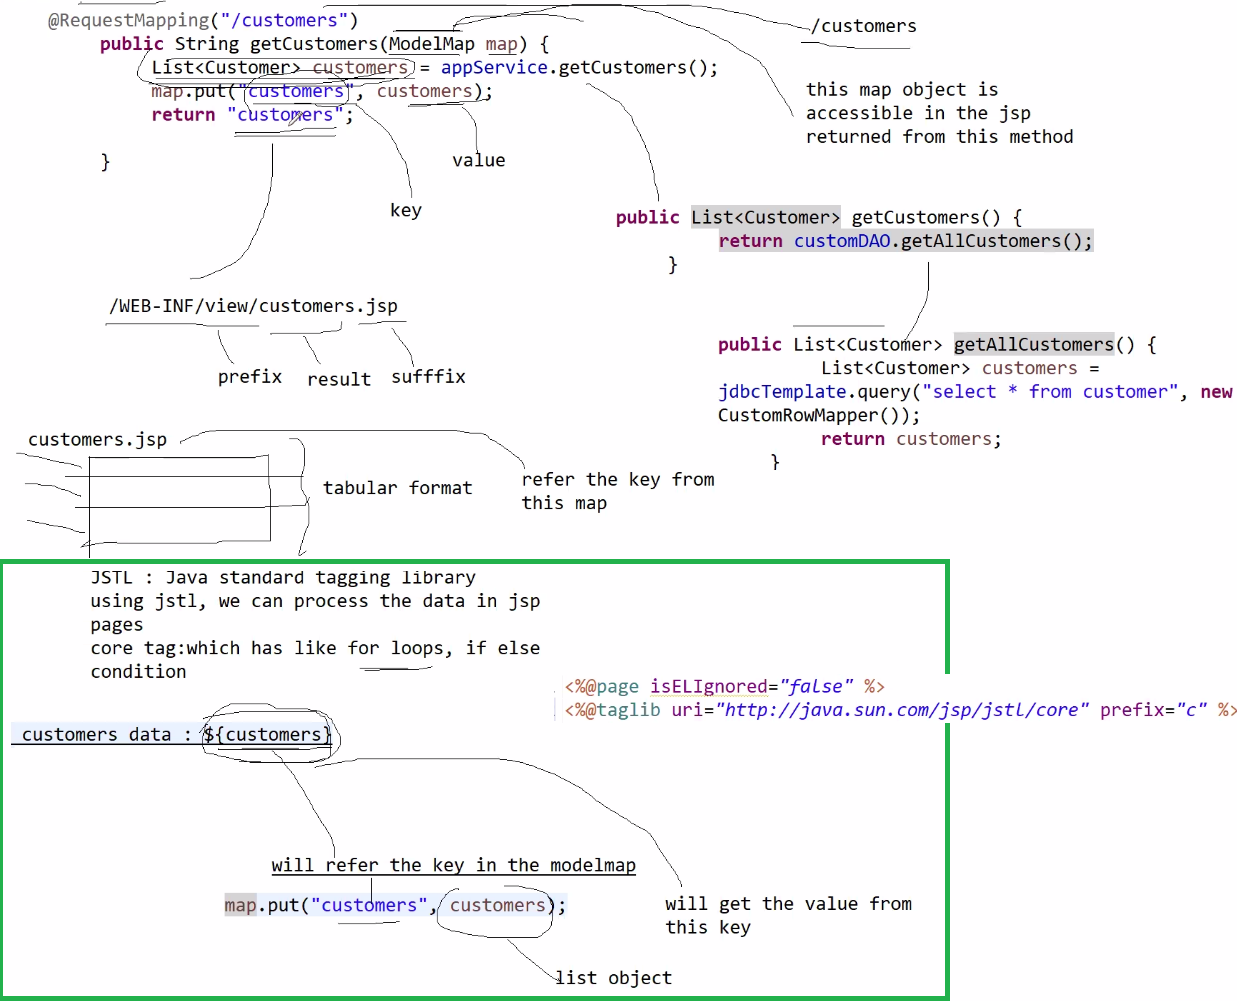 @RequestMapping("/customers")
public String getCustomers(ModelMap map) {
List<Customer> customers = appService.getCustomers();
map.put("customers", customers);
return "customers";
}
/customers
this map object is
accessible in the jsp
returned from this method
value
key
public List<Customer> getCustomers() {
return customDAO.getAllCustomers();
}
/WEB-INF/view/customers.jsp
prefix
result
sufffix
public List<Customer> getAllCustomers() {
List<Customer> customers =
jdbcTemplate.query("select * from customer", new
CustomRowMapper());
return customers;
}
customers.jsp
tabular format
refer the key from
this map
JSTL : Java standard tagging library
using jstl, we can process the data in jsp
pages
core tag:which has like for loops, if else
condition
<%@page isELIgnored="false" %>
<%@taglib uri="http://java.sun.com/jsp/jstl/core" prefix="c" %>
customers data : ${customers}
will refer the key in the modelmap
map.put("customers", customers);
will get the value from
this key
list object